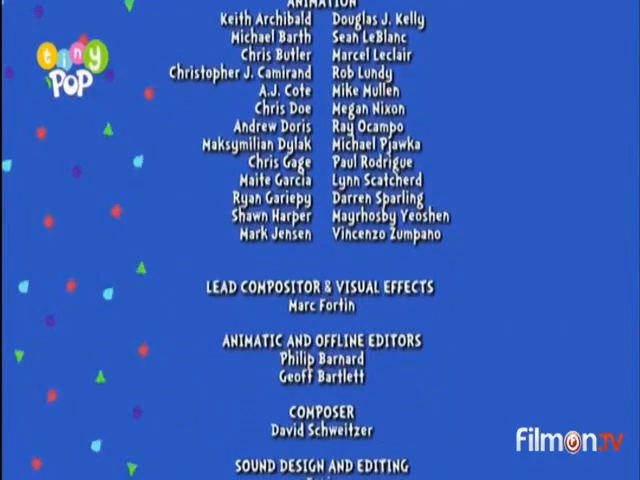 ANIMATION
Keith Archibald Douglas J. Kelly
Michael Barth Sean LeBlanc
Chris Butler Marcel Leclair
Christopher J. Camirand Rob Lundy
A.J. Cote Mike Mullen
Chris Doe Megan Nixon
Andrew Doris Ray Ocampo
Maksymilian Dylak Michael Pjawka
Chris Gage Paul Rodrigue
Maite Garcia Lynn Scatcherd
Ryan Gariepy Darren Sparling
Shawn Harper Mayrhosby Yeoshen
Mark Jensen Vincenzo Zumpano
LEAD COMPOSITOR & VISUAL EFFECTS
Marc Fortin
ANIMATIC AND OFFLINE EDITORS
Philip Barnard
Geoff Bartlett
COMPOSER
David Schweitzer
SOUND DESIGN AND EDITING
tiny
POP
Filmon.TV